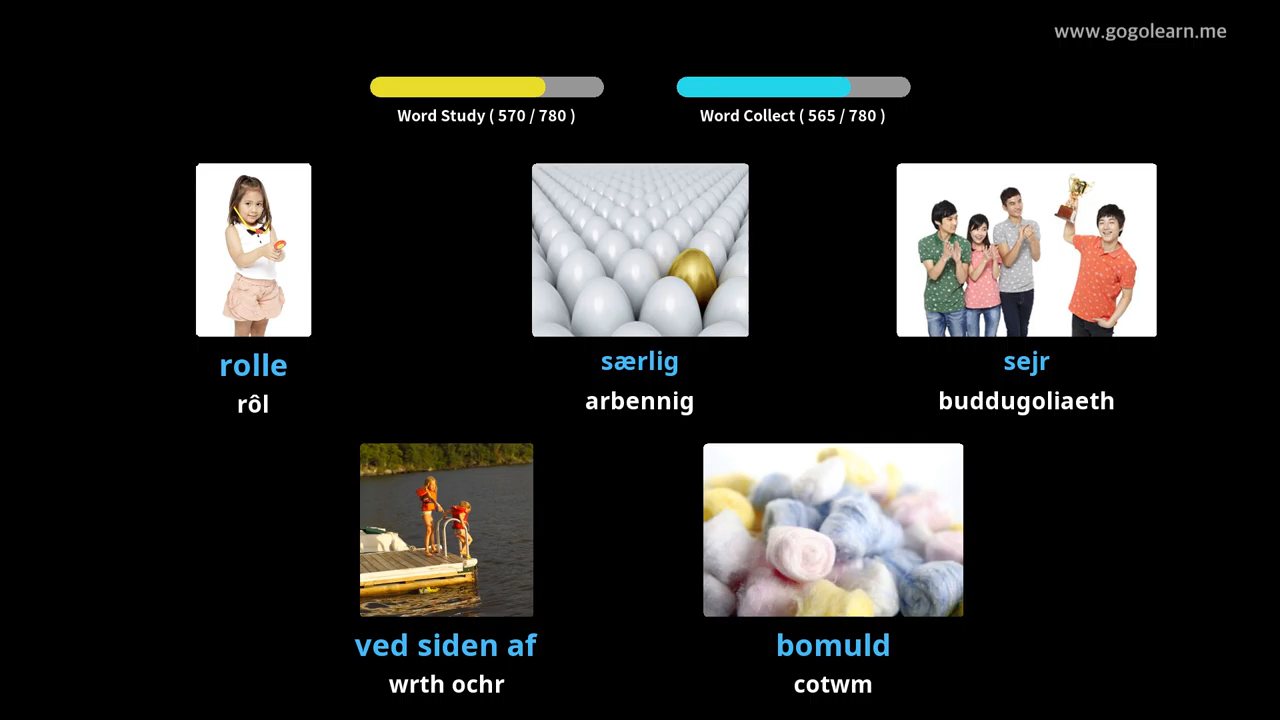 www.gogolearn.me
Word Study ( 570 / 780 )
Word Collect ( 565 / 780 )
rolle
rôl
særlig
arbennig
sejr
buddugoliaeth
ved siden af
wrth ochr
bomuld
cotwm